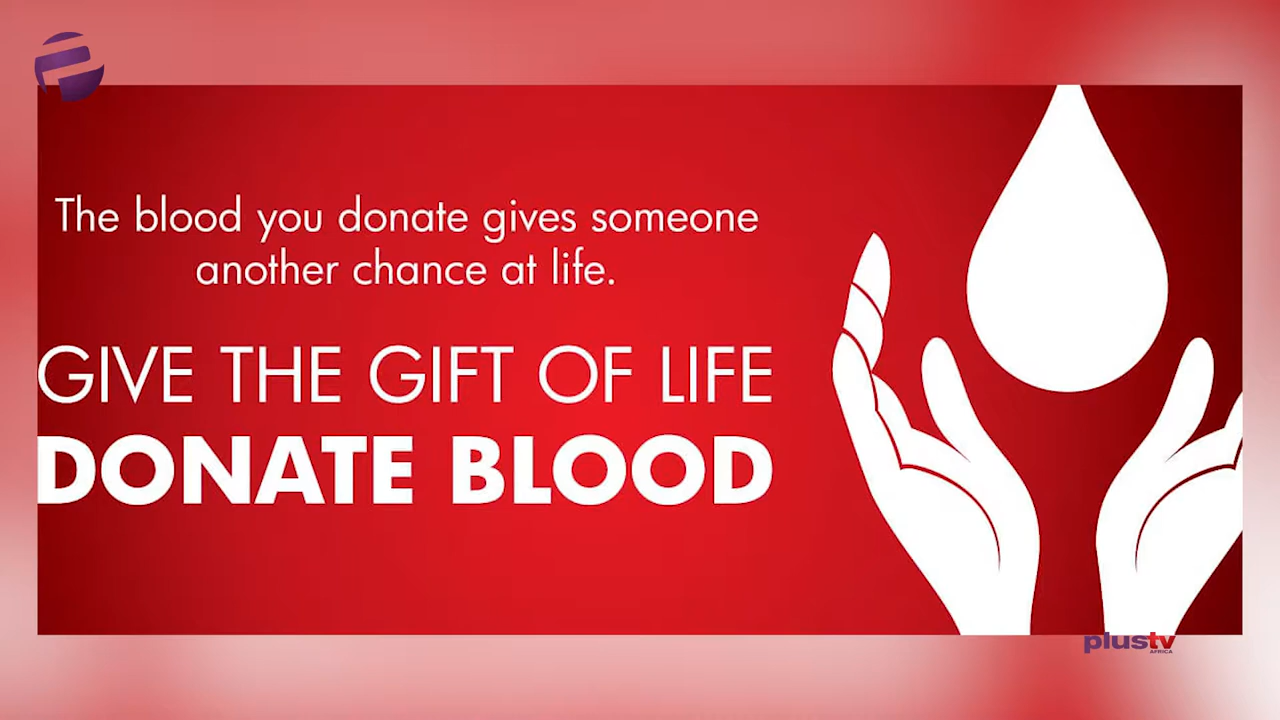 The blood you donate gives someone
another chance at life.
GIVE THE GIFT OF LIFE
DONATE BLOOD
plustv
AFRICA